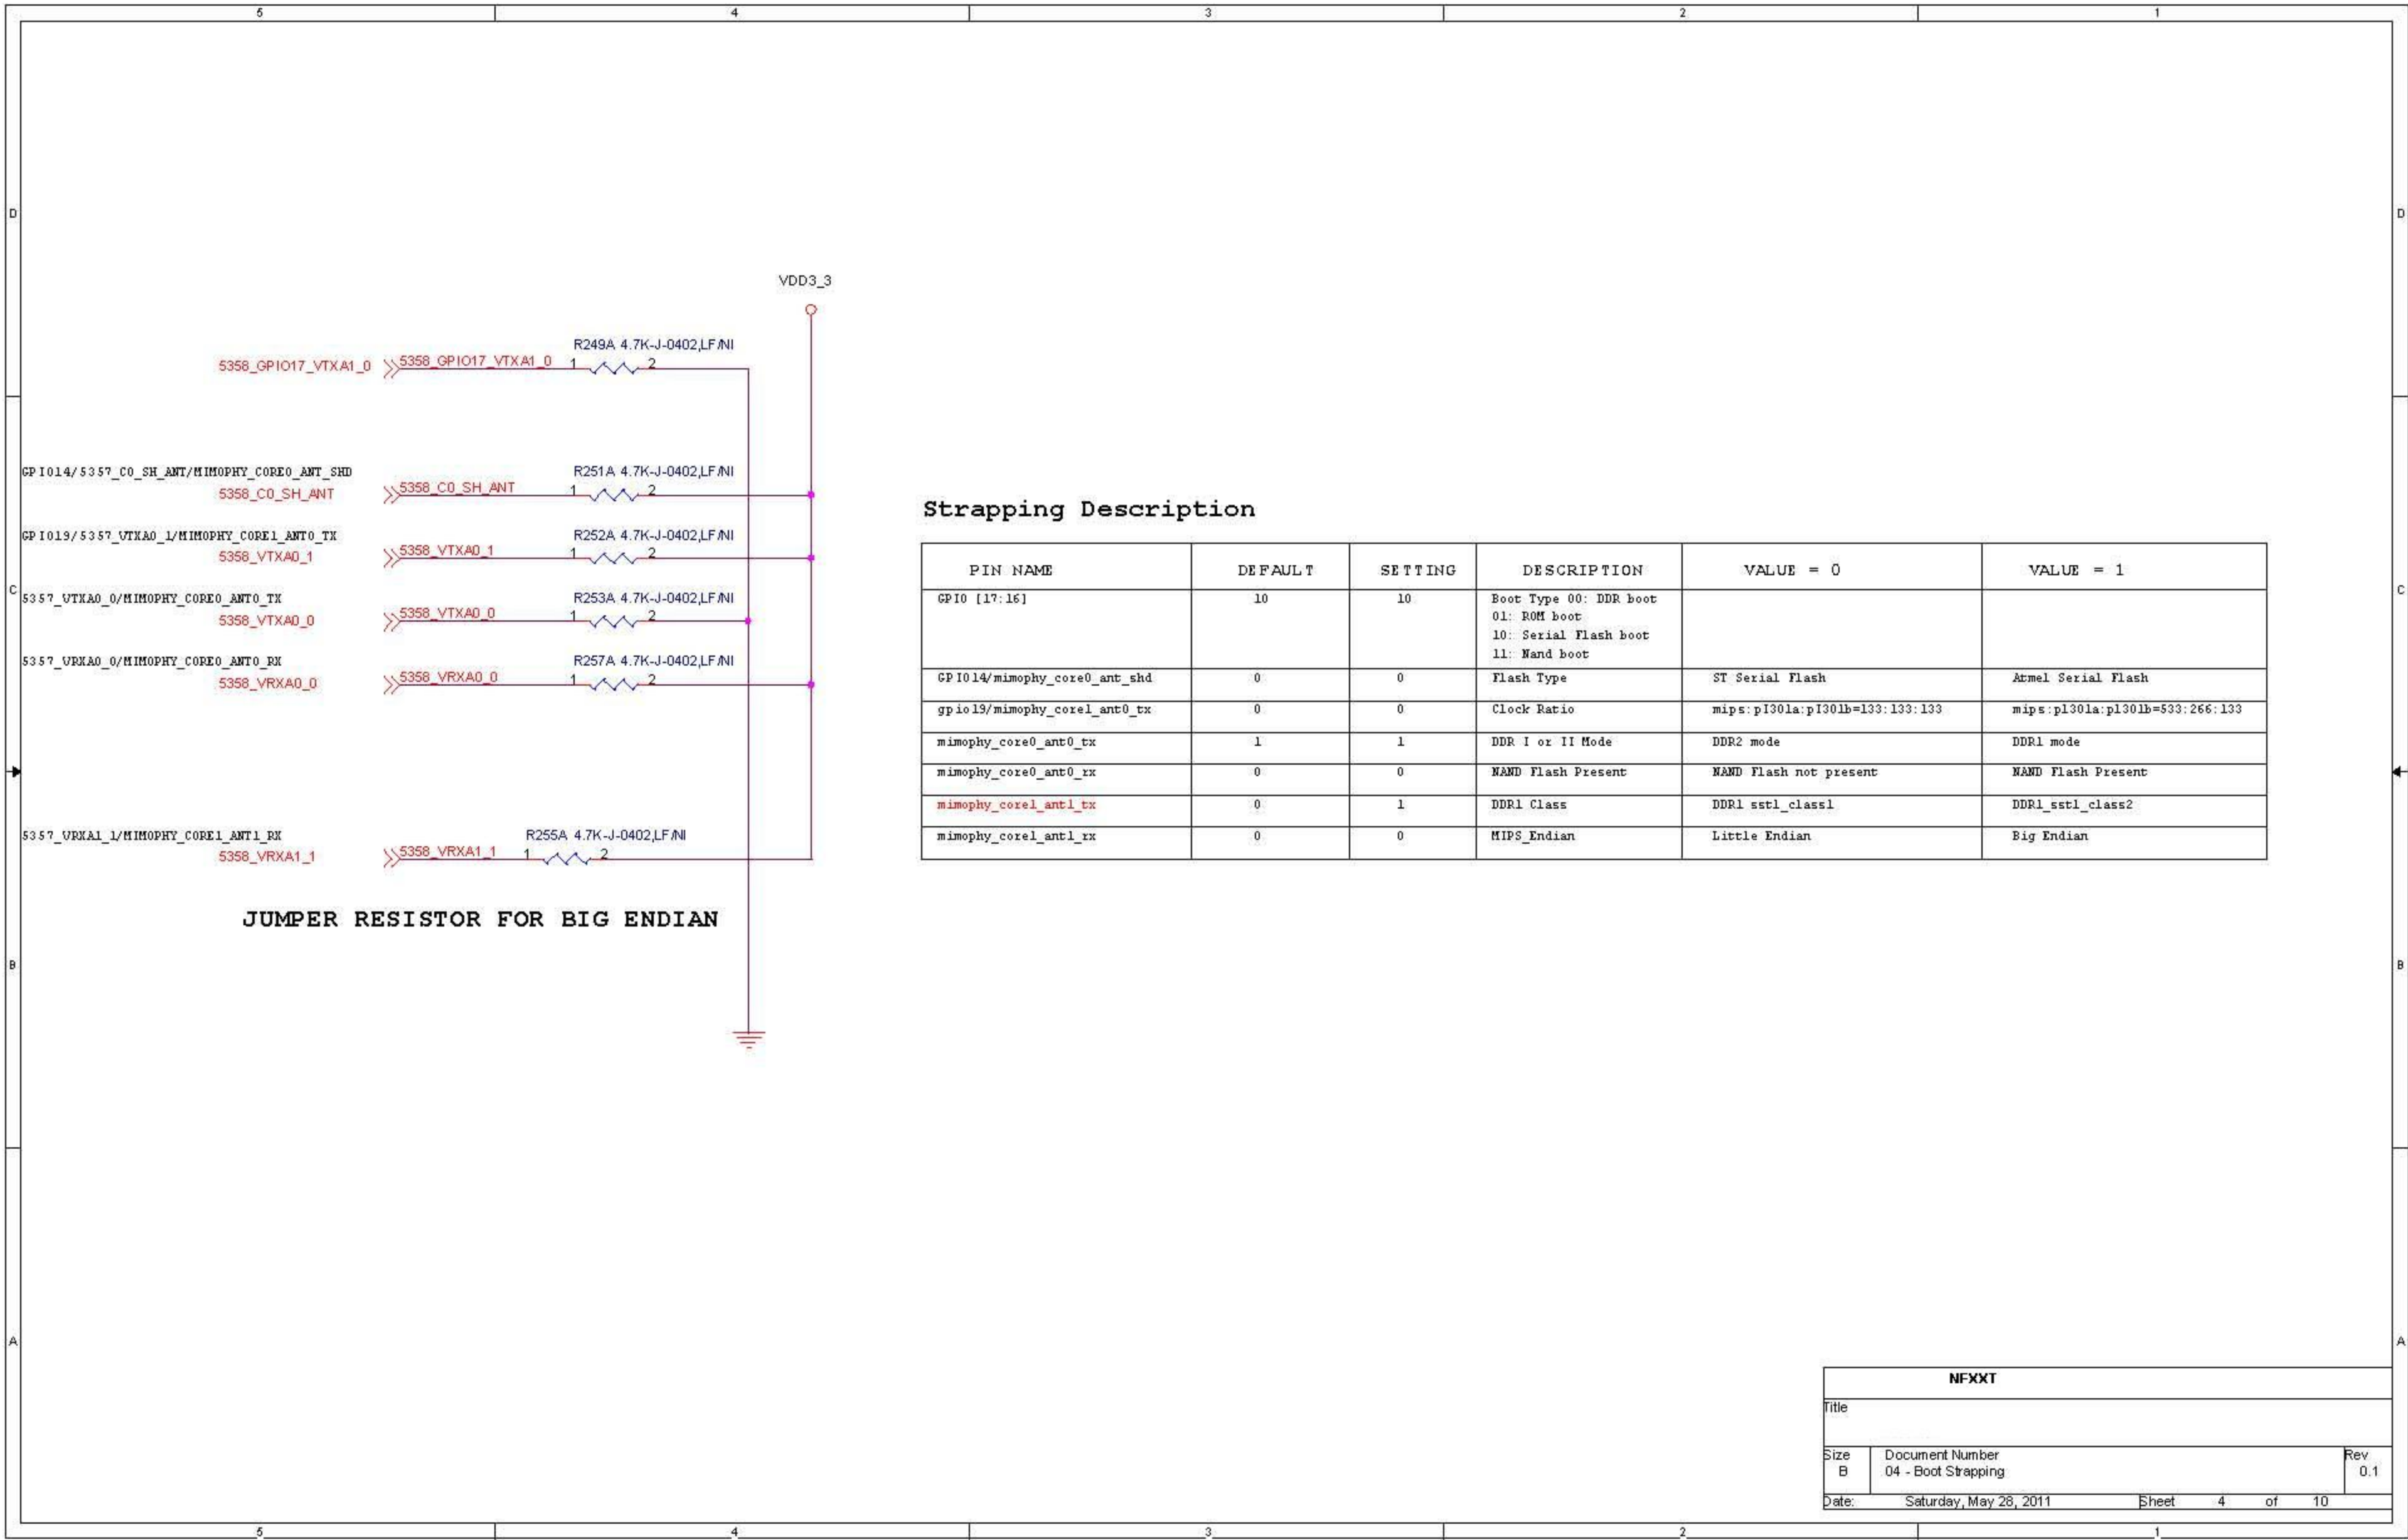 5 4 3 2 1
D D
VDD3_3
R249A 4.7K-J-0402,LF/NI
5358_GPIO17_VTXA1_0 5358_GPIO17_VTXA1_0 1 2
GPIO14/5357_C0_SH_ANT/MIMOPHY_CORE0_ANT_SHD R251A 4.7K-J-0402,LF/NI
5358_C0_SH_ANT 5358_C0_SH_ANT 1 2
GPIO19/5357_VTXA0_1/MIMOPHY_CORE1_ANT0_TX R252A 4.7K-J-0402,LF/NI
5358_VTXA0_1 5358_VTXA0_1 1 2
C C
5357_VTXA0_0/MIMOPHY_CORE0_ANT0_TX R253A 4.7K-J-0402,LF/NI
5358_VTXA0_0 5358_VTXA0_0 1 2
5357_VRXA0_0/MIMOPHY_CORE0_ANT0_RX R257A 4.7K-J-0402,LF/NI
5358_VRXA0_0 5358_VRXA0_0 1 2
5357_VRXA1_1/MIMOPHY_CORE1_ANT1_RX R255A 4.7K-J-0402,LF/NI
5358_VRXA1_1 5358_VRXA1_1 1 2
JUMPER RESISTOR FOR BIG ENDIAN
Strapping Description
PIN NAME DEFAULT SETTING DESCRIPTION VALUE = 0 VALUE = 1
GPIO [17:16] 10 10 Boot Type 00: DDR boot
01: ROM boot
10: Serial Flash boot
11: Nand boot
GPIO14/mimophy_core0_ant_shd 0 0 Flash Type ST Serial Flash Atmel Serial Flash
gpio19/mimophy_core1_ant0_tx 0 0 Clock Ratio mips:pI301a:pI301b=133:133:133 mips:pl301a:pl301b=533:266:133
mimophy_core0_ant0_tx 1 1 DDR I or II Mode DDR2 mode DDR1 mode
mimophy_core0_ant0_rx 0 0 NAND Flash Present NAND Flash not present NAND Flash Present
mimophy_core1_ant1_tx 0 1 DDR1 Class DDR1 sstl_class1 DDR1_sstl_class2
mimophy_core1_ant1_rx 0 0 MIPS_Endian Little Endian Big Endian
B B
A A
NFXXT
Title
Size Document Number Rev
B 04 - Boot Strapping 0.1
Date: Saturday, May 28, 2011 Sheet 4 of 10
5 4 3 2 1